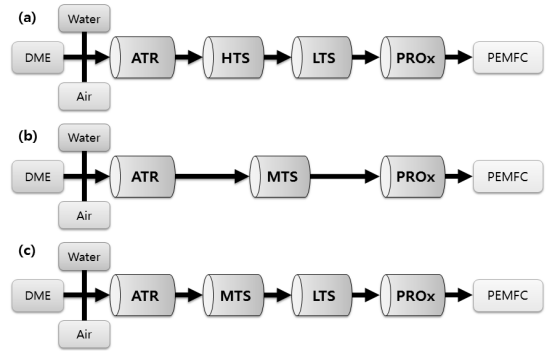 (a)
Water
DME
ATR
HTS
LTS
PROx
PEMFC
Air
(b)
Water
DME
ATR
MTS
PROx
PEMFC
Air
(c)
Water
DME
ATR
MTS
LTS
PROx
PEMFC
Air